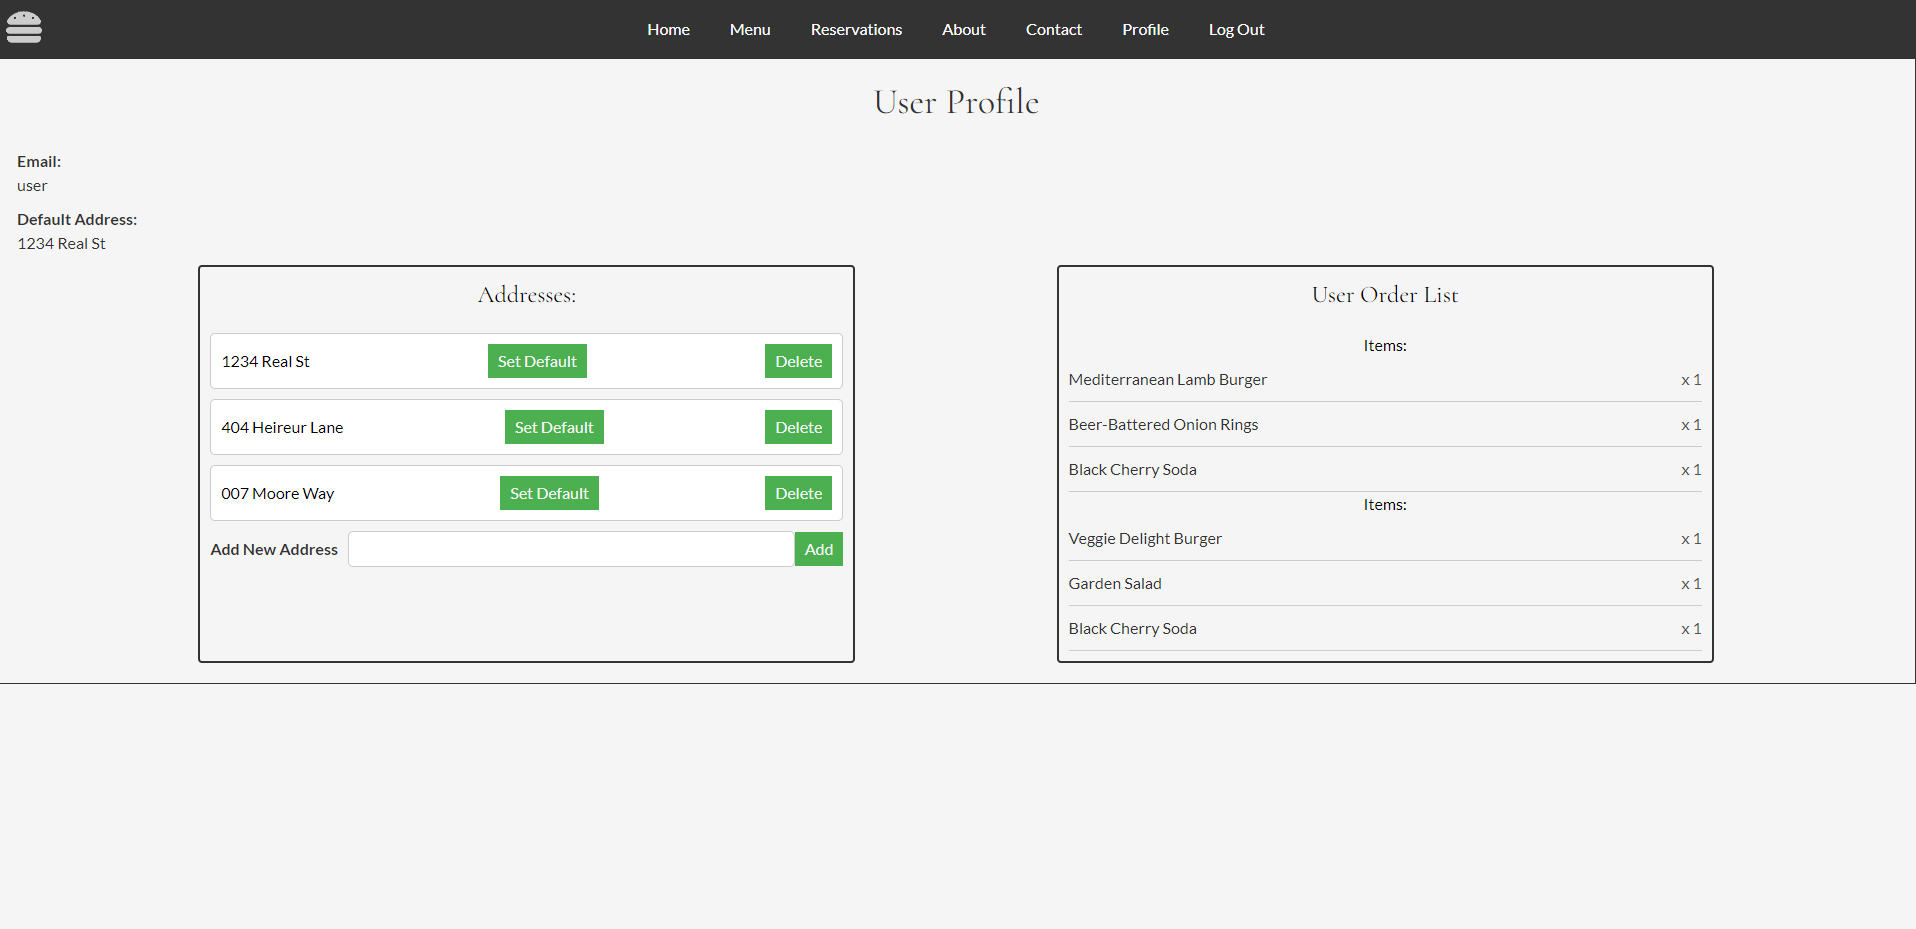 Home Menu Reservations About Contact Profile Log Out
User Profile
Email:
user
Default Address:
1234 Real St
Addresses:
1234 Real St Set Default Delete
404 Heireur Lane Set Default Delete
007 Moore Way Set Default Delete
Add New Address Add
User Order List
Items:
Mediterranean Lamb Burger x 1
Beer-Battered Onion Rings x 1
Black Cherry Soda x 1
Items:
Veggie Delight Burger x 1
Garden Salad x 1
Black Cherry Soda x 1